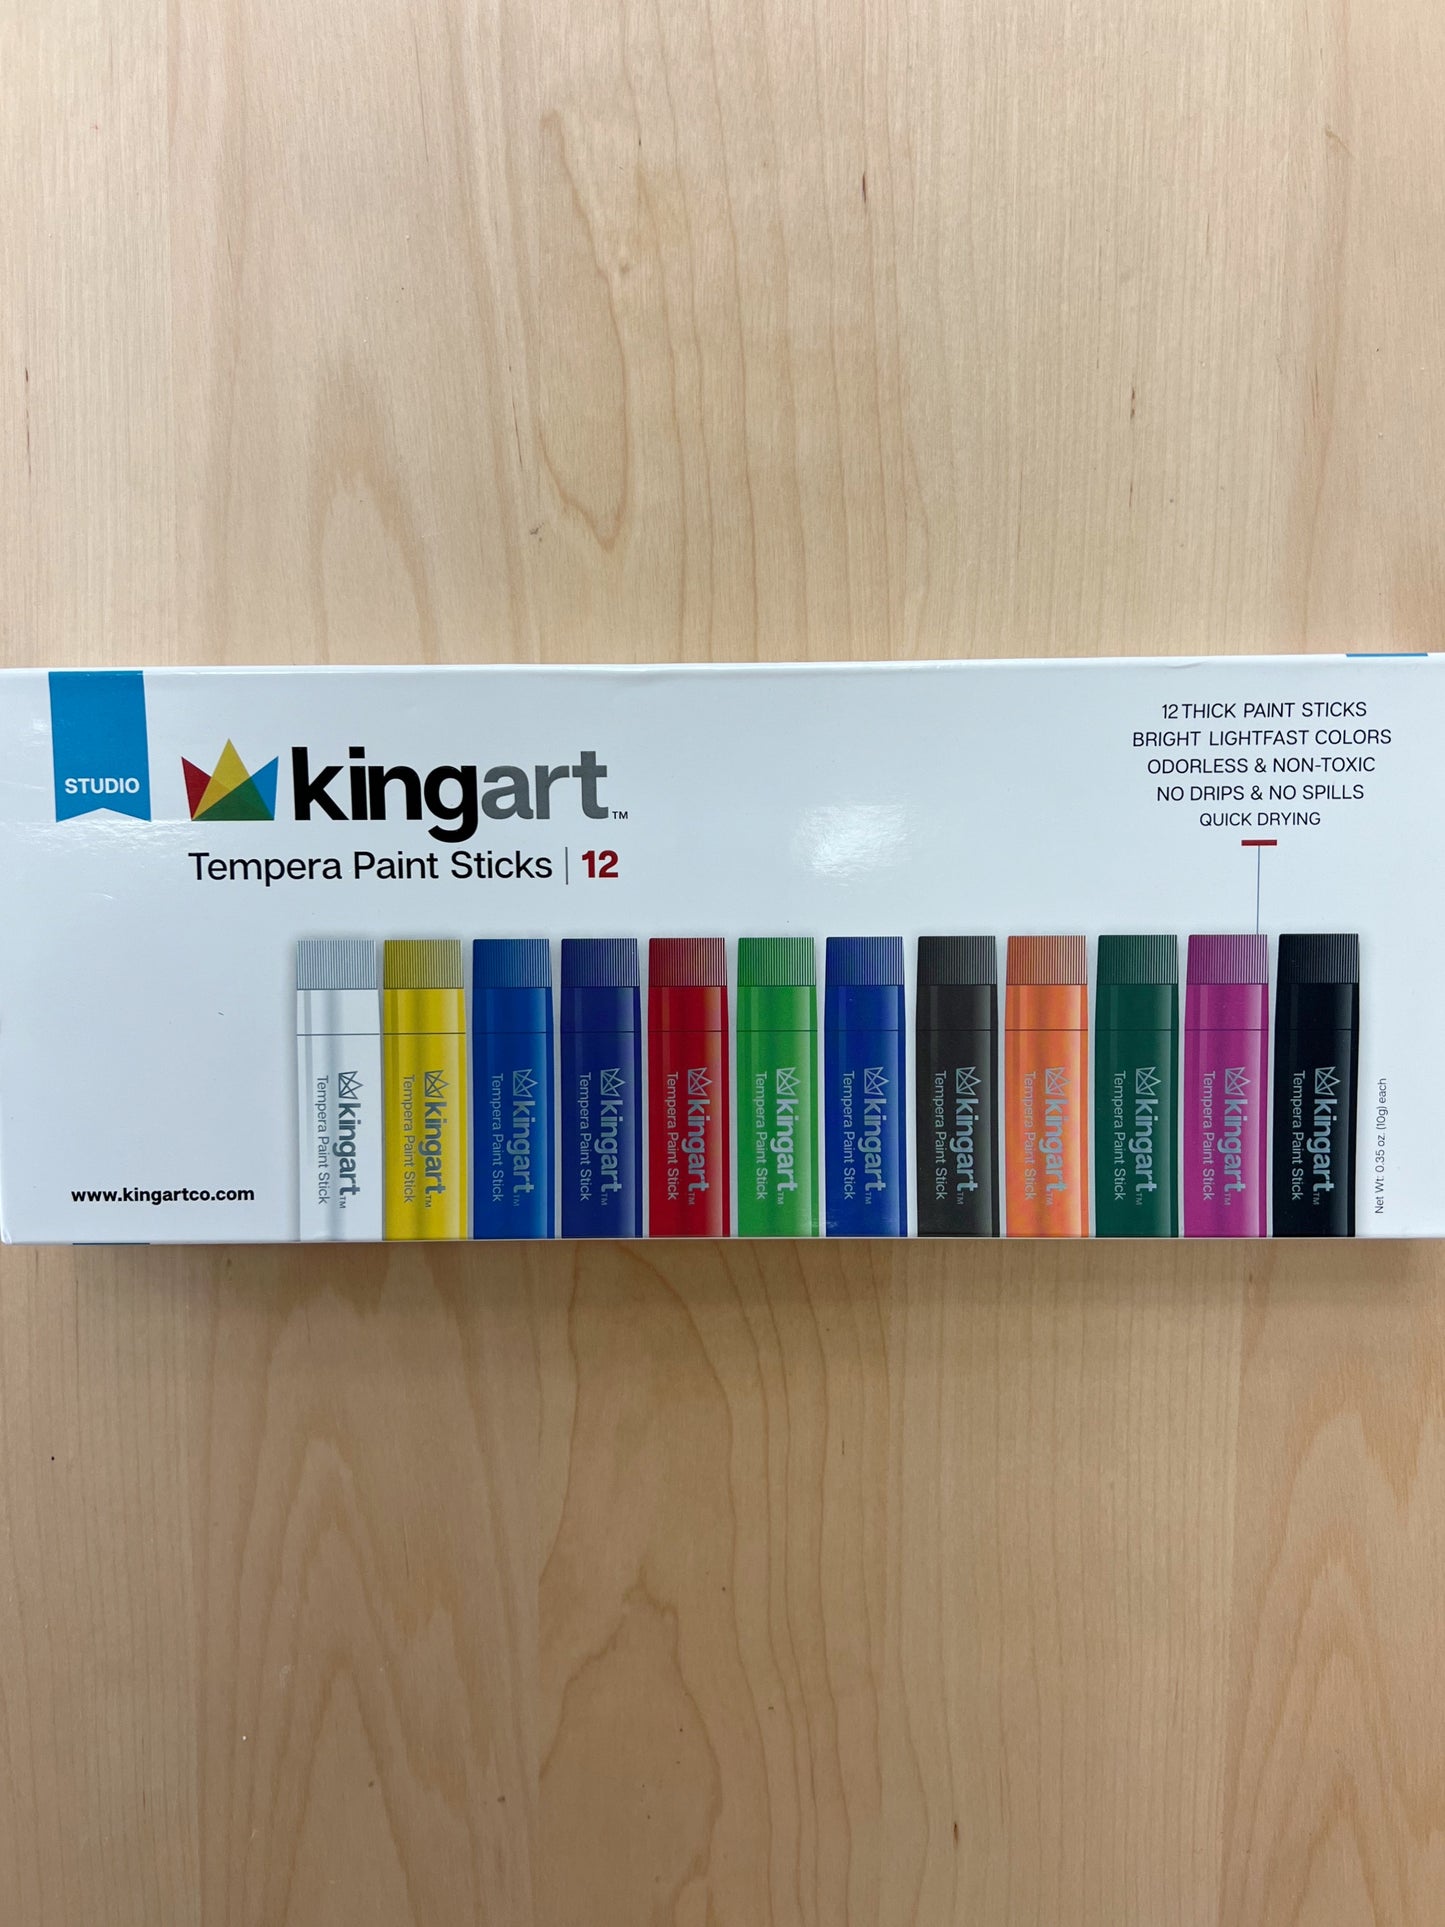 STUDIO
kingart™
Tempera Paint Sticks | 12
12 THICK PAINT STICKS
BRIGHT LIGHTFAST COLORS
ODORLESS & NON-TOXIC
NO DRIPS & NO SPILLS
QUICK DRYING
kingart™
Tempera Paint Stick
kingart™
Tempera Paint Stick
kingart™
Tempera Paint Stick
kingart™
Tempera Paint Stick
kingart™
Tempera Paint Stick
kingart™
Tempera Paint Stick
kingart™
Tempera Paint Stick
kingart™
Tempera Paint Stick
kingart™
Tempera Paint Stick
kingart™
Tempera Paint Stick
kingart™
Tempera Paint Stick
kingart™
Tempera Paint Stick
Net Wt. 0.35 oz. (10g) each
www.kingartco.com